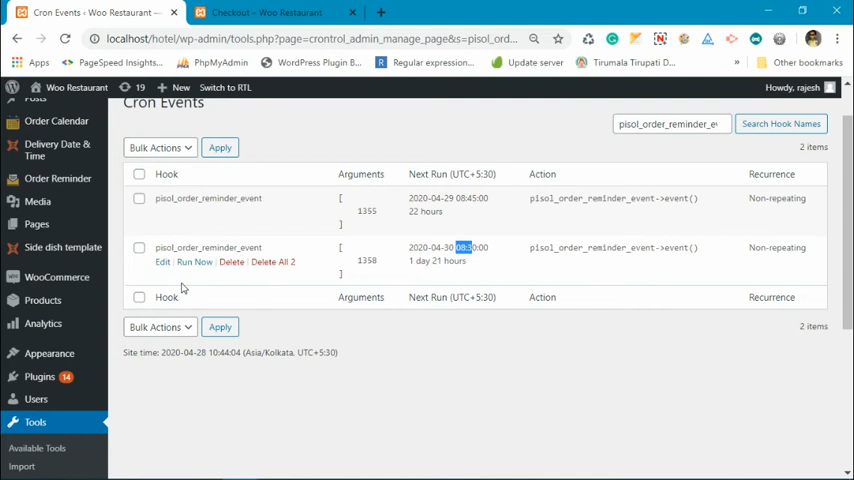 Cron Events ‹ Woo Restaurant —
Checkout – Woo Restaurant
localhost/hotel/wp-admin/tools.php?page=crontrol_admin_manage_page&s=pisol_ord...
Apps
PageSpeed Insights...
PhpMyAdmin
WordPress Plugin B...
Regular expression...
Update server
Tirumala Tirupati D...
»
Other bookmarks
Woo Restaurant
19
New
Switch to RTL
Howdy, rajesh
Posts
Order Calendar
Delivery Date &
Time
Order Reminder
Media
Pages
Side dish template
WooCommerce
Products
Analytics
Appearance
Plugins 14
Users
Tools
Available Tools
Import
Cron Events
pisol_order_reminder_e
Search Hook Names
Bulk Actions
Apply
2 items
Hook
Arguments
Next Run (UTC+5:30)
Action
Recurrence
pisol_order_reminder_event
[
1355
]
2020-04-29 08:45:00
22 hours
pisol_order_reminder_event->event()
Non-repeating
pisol_order_reminder_event
Edit | Run Now | Delete | Delete All 2
[
1358
]
2020-04-30 08:30:00
1 day 21 hours
pisol_order_reminder_event->event()
Non-repeating
Hook
Arguments
Next Run (UTC+5:30)
Action
Recurrence
Bulk Actions
Apply
2 items
Site time: 2020-04-28 10:44:04 (Asia/Kolkata, UTC+5:30)